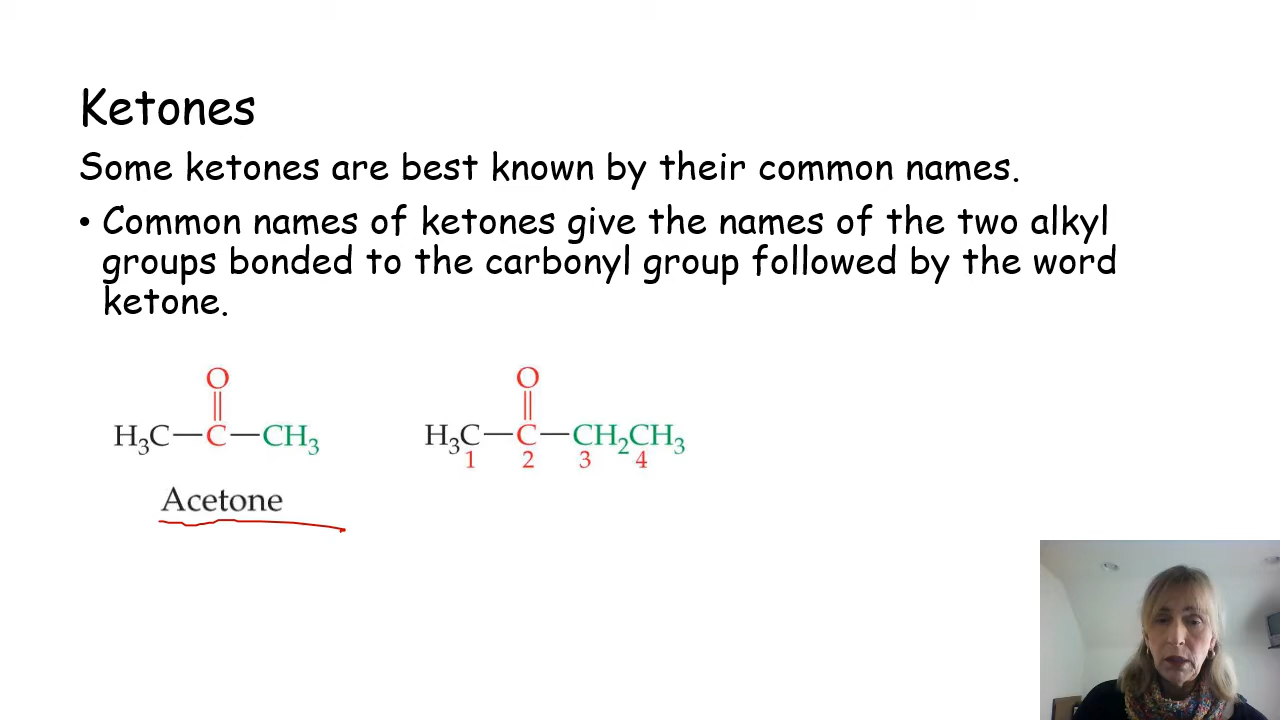 Ketones
Some ketones are best known by their common names.
• Common names of ketones give the names of the two alkyl
groups bonded to the carbonyl group followed by the word
ketone.
O
H₃C—C—CH₃
Acetone
O
H₃C—C—CH₂CH₃
1 2 3 4